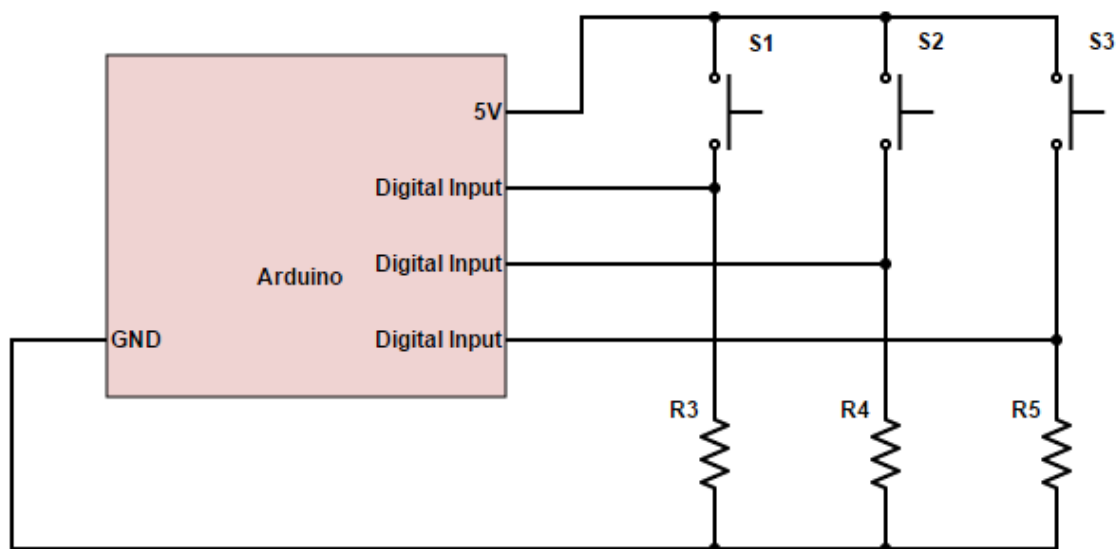 S1
S2
S3
5V
Digital Input
Digital Input
Arduino
GND
Digital Input
R3
R4
R5